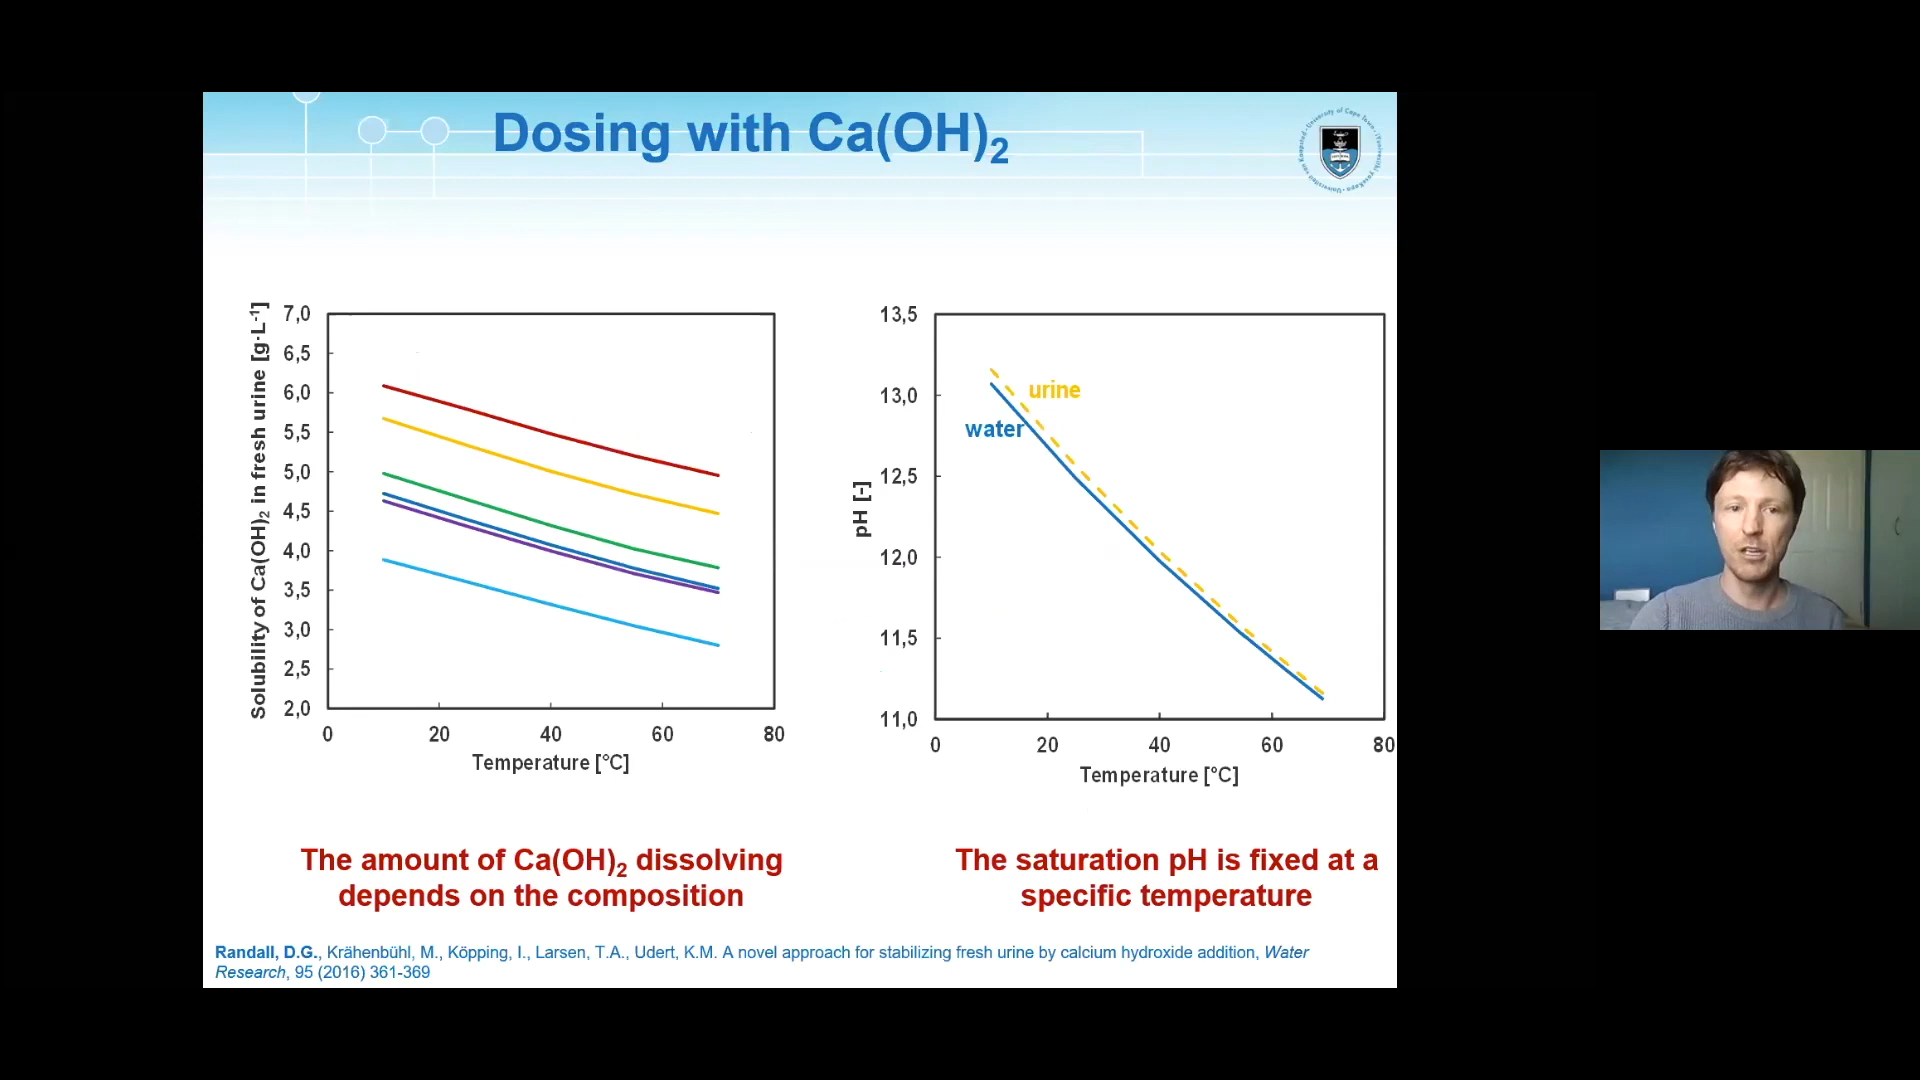 Dosing with Ca(OH)₂
University of Cape Town
Solubility of Ca(OH)₂ in fresh urine [g·L⁻¹]
7,0
6,5
6,0
5,5
5,0
4,5
4,0
3,5
3,0
2,5
2,0
0 20 40 60 80
Temperature [°C]
pH [-]
13,5
13,0
12,5
12,0
11,5
11,0
urine
water
0 20 40 60 80
Temperature [°C]
The amount of Ca(OH)₂ dissolving
depends on the composition
The saturation pH is fixed at a
specific temperature
Randall, D.G., Krähenbühl, M., Köpping, I., Larsen, T.A., Udert, K.M. A novel approach for stabilizing fresh urine by calcium hydroxide addition, Water
Research, 95 (2016) 361-369